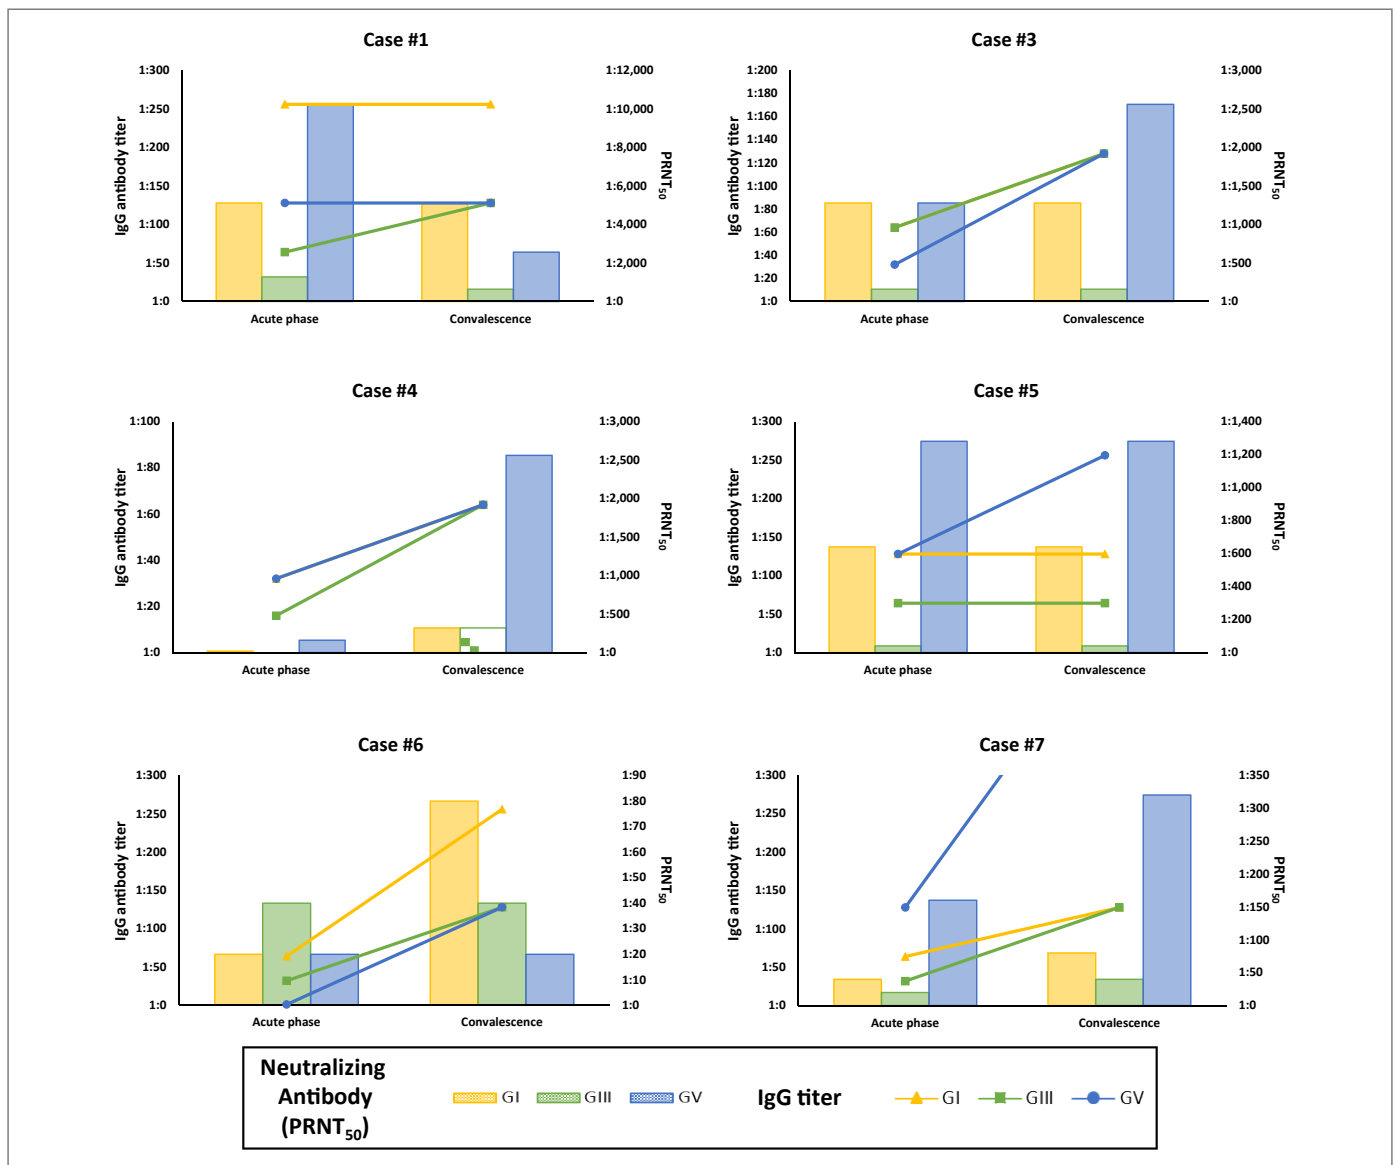 Case #1
IgG antibody titer
1:300
1:250
1:200
1:150
1:100
1:50
1:0
1:12,000
1:10,000
1:8,000
1:6,000
1:4,000
1:2,000
1:0
PRNT50
Acute phase
Convalescence
Case #3
IgG antibody titer
1:200
1:180
1:160
1:140
1:120
1:100
1:80
1:60
1:40
1:20
1:0
1:3,000
1:2,500
1:2,000
1:1,500
1:1,000
1:500
1:0
PRNT50
Acute phase
Convalescence
Case #4
IgG antibody titer
1:100
1:80
1:60
1:40
1:20
1:0
1:3,000
1:2,500
1:2,000
1:1,500
1:1,000
1:500
1:0
PRNT50
Acute phase
Convalescence
Case #5
IgG antibody titer
1:300
1:250
1:200
1:150
1:100
1:50
1:0
1:1,400
1:1,200
1:1,000
1:800
1:600
1:400
1:200
1:0
PRNT50
Acute phase
Convalescence
Case #6
IgG antibody titer
1:300
1:250
1:200
1:150
1:100
1:50
1:0
1:90
1:80
1:70
1:60
1:50
1:40
1:30
1:20
1:10
1:0
PRNT50
Acute phase
Convalescence
Case #7
IgG antibody titer
1:300
1:250
1:200
1:150
1:100
1:50
1:0
1:350
1:300
1:250
1:200
1:150
1:100
1:50
1:0
PRNT50
Acute phase
Convalescence
Neutralizing
Antibody
(PRNT50)
GI
GIII
GV
IgG titer
GI
GIII
GV